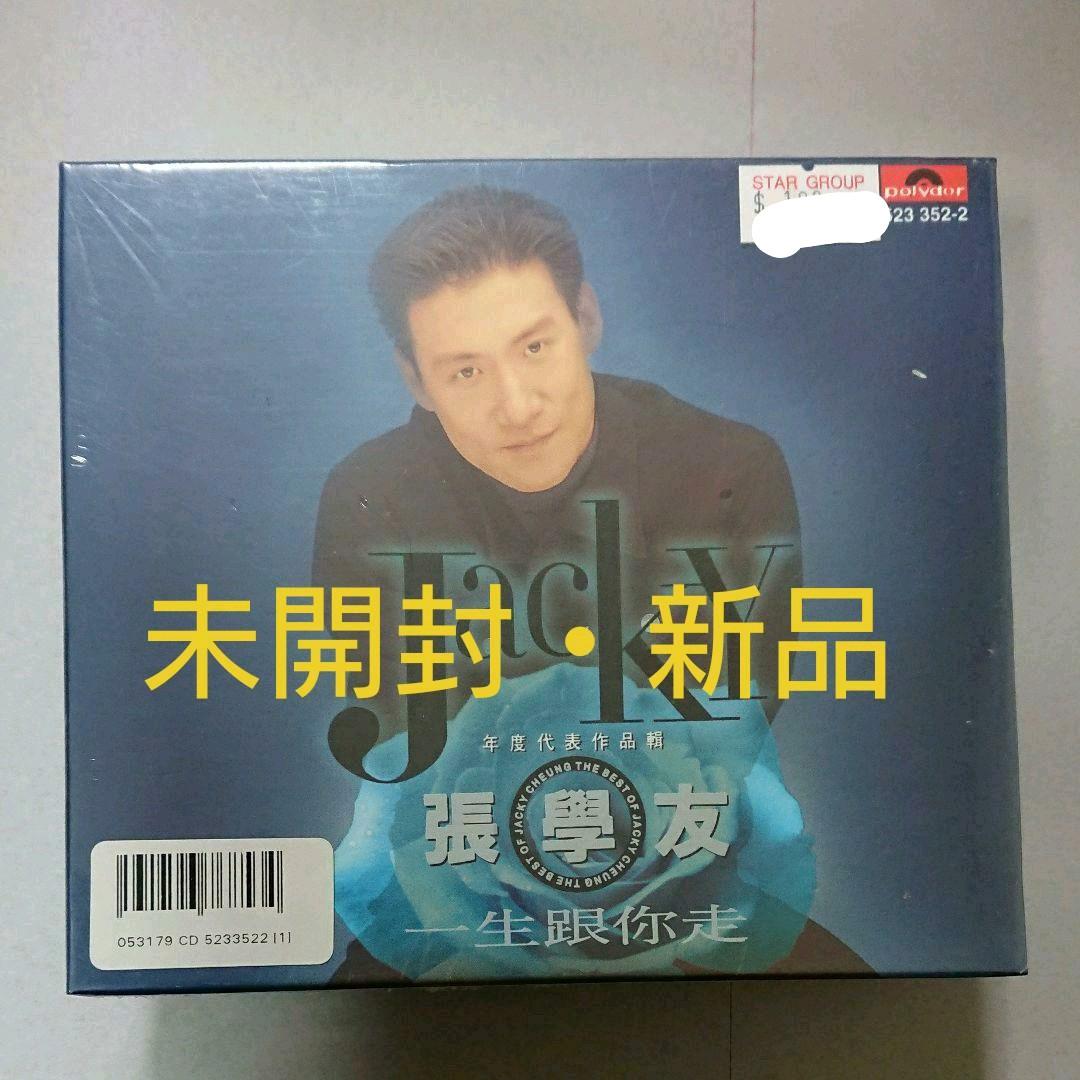 STAR GROUP
polydor
523 352-2
Jacky
未開封・新品
年度代表作品輯
張學友
THE BEST OF JACKY CHEUNG THE BEST OF JACKY CHEUNG
一生跟你走
053179 CD 5233522 [1]